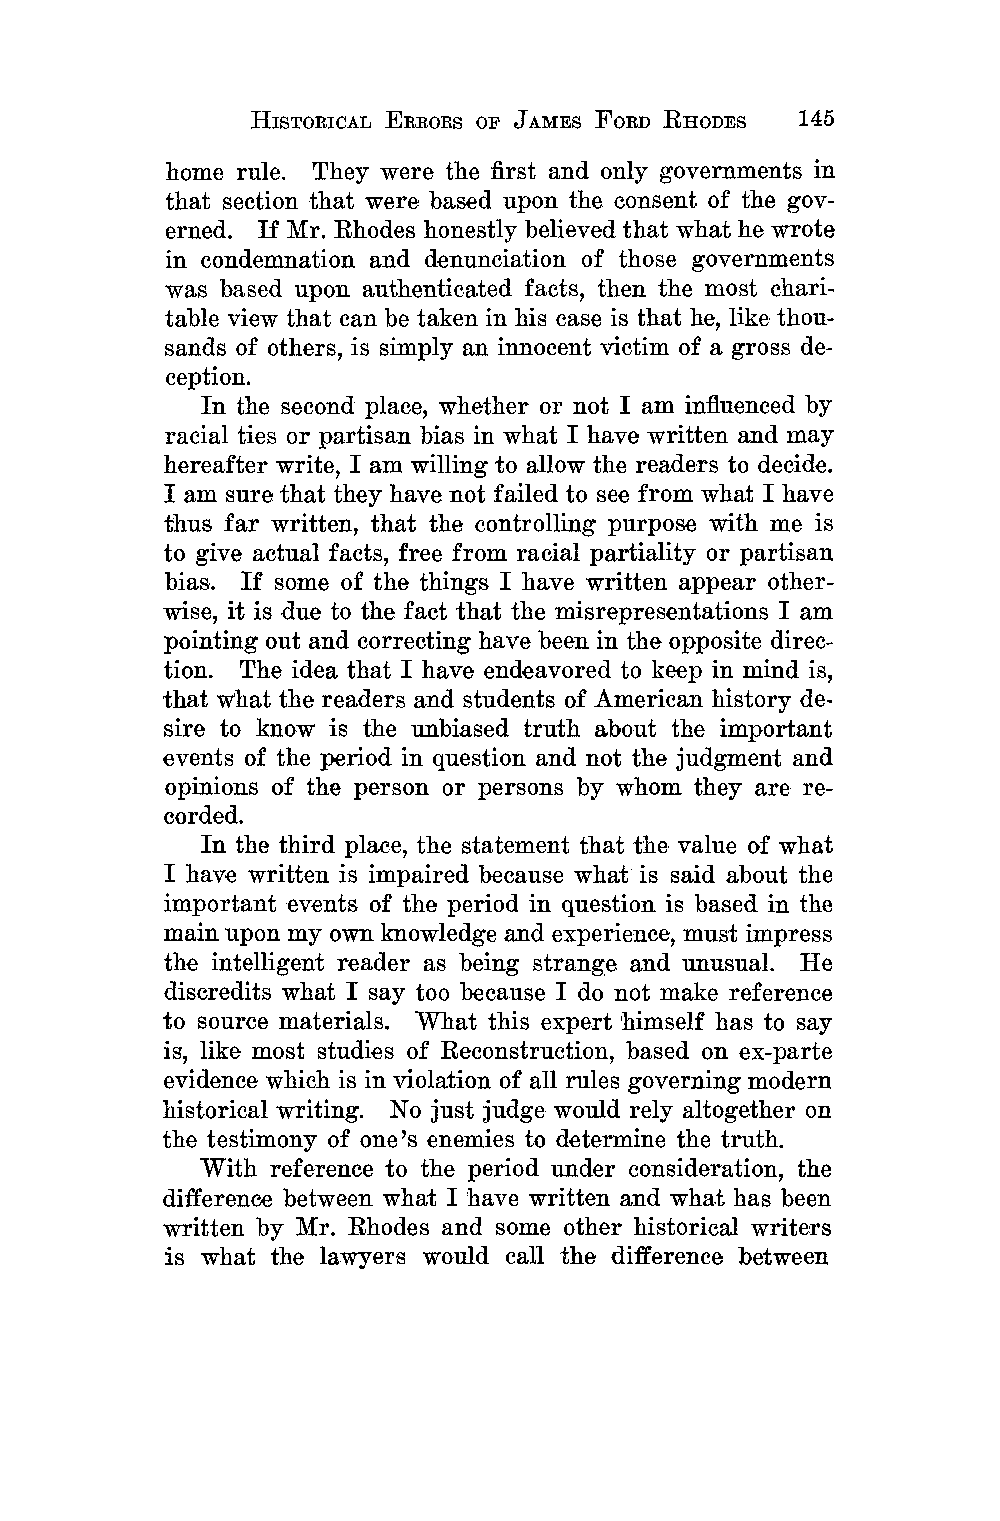 HISTORICAL ERRORS OF JAMES FORD RHODES 145
home rule. They were the first and only governments in
that section that were based upon the consent of the gov-
erned. If Mr. Rhodes honestly believed that what he wrote
in condemnation and denunciation of those governments
was based upon authenticated facts, then the most chari-
table view that can be taken in his case is that he, like thou-
sands of others, is simply an innocent victim of a gross de-
ception.
In the second place, whether or not I am influenced by
racial ties or partisan bias in what I have written and may
hereafter write, I am willing to allow the readers to decide.
I am sure that they have not failed to see from what I have
thus far written, that the controlling purpose with me is
to give actual facts, free from racial partiality or partisan
bias. If some of the things I have written appear other-
wise, it is due to the fact that the misrepresentations I am
pointing out and correcting have been in the opposite direc-
tion. The idea that I have endeavored to keep in mind is,
that what the readers and students of American history de-
sire to know is the unbiased truth about the important
events of the period in question and not the judgment and
opinions of the person or persons by whom they are re-
corded.
In the third place, the statement that the value of what
I have written is impaired because what is said about the
important events of the period in question is based in the
main upon my own knowledge and experience, must impress
the intelligent reader as being strange and unusual. He
discredits what I say too because I do not make reference
to source materials. What this expert himself has to say
is, like most studies of Reconstruction, based on ex-parte
evidence which is in violation of all rules governing modern
historical writing. No just judge would rely altogether on
the testimony of one's enemies to determine the truth.
With reference to the period under consideration, the
difference between what I have written and what has been
written by Mr. Rhodes and some other historical writers
is what the lawyers would call the difference between